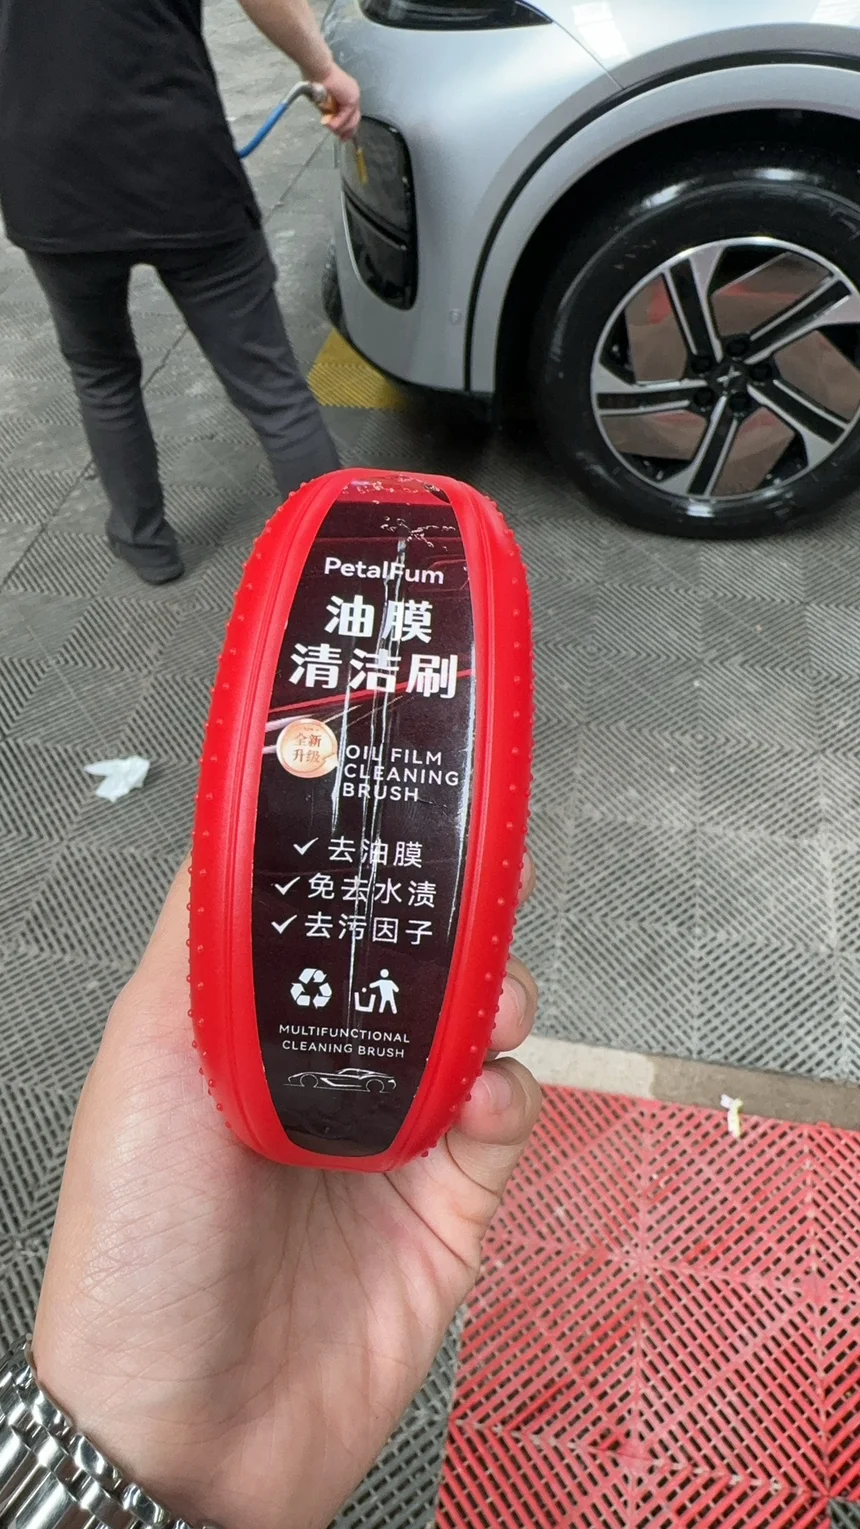 PetalFum
油膜
清洁刷
全新
升级
OIL FILM
CLEANING
BRUSH
✓ 去油膜
✓ 免去水渍
✓ 去污因子
MULTIFUNCTIONAL
CLEANING BRUSH